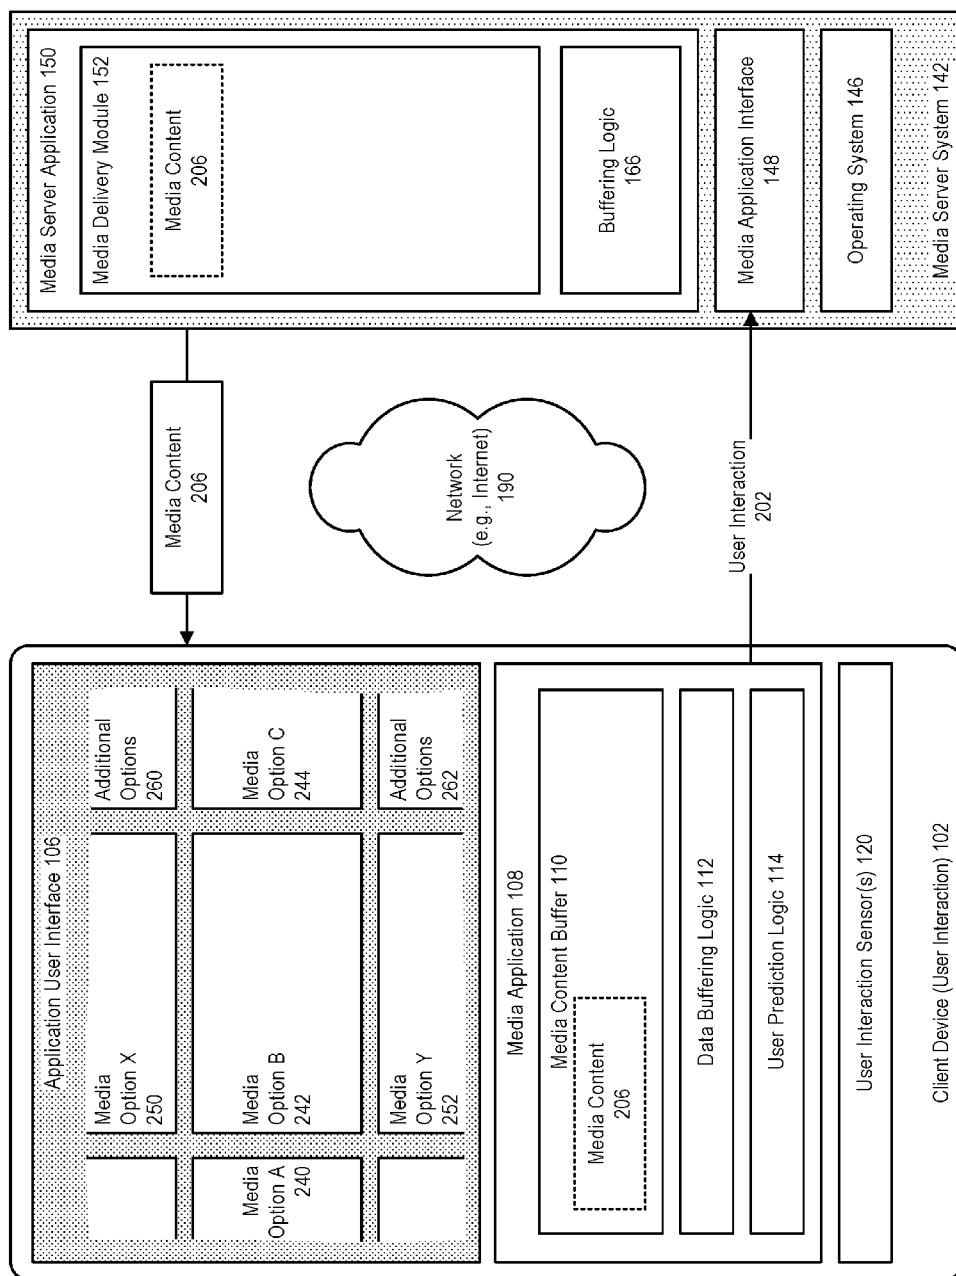 Application User Interface 106
Media
Option X
250
Additional
Options
260
Media
Option A
240
Media
Option B
242
Media
Option C
244
Media
Option Y
252
Additional
Options
262
Media Application 108
Media Content Buffer 110
Media Content
206
Data Buffering Logic 112
User Prediction Logic 114
User Interaction Sensor(s) 120
Client Device (User Interaction) 102
Media Content
206
Network
(e.g., Internet)
190
User Interaction
202
Media Server Application 150
Media Delivery Module 152
Media Content
206
Buffering Logic
166
Media Application Interface
148
Operating System 146
Media Server System 142